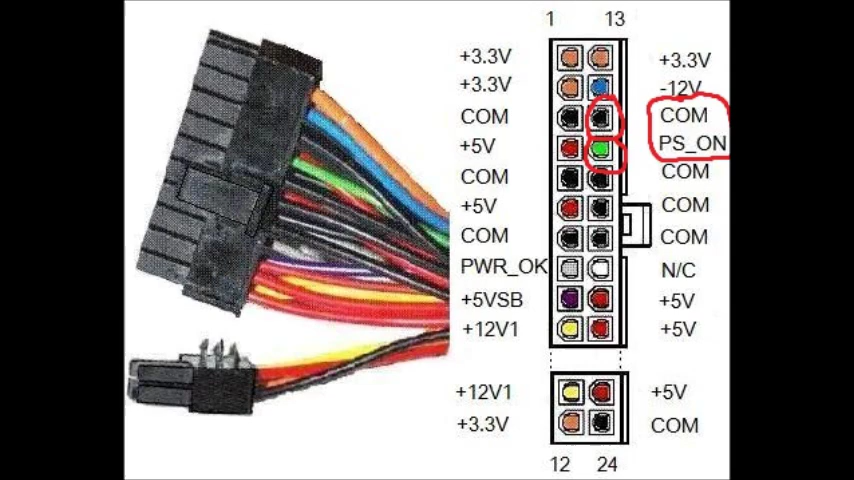 1 13
+3.3V +3.3V
+3.3V -12V
COM COM
+5V PS_ON
COM COM
+5V COM
COM COM
PWR_OK N/C
+5VSB +5V
+12V1 +5V
+12V1 +5V
+3.3V COM
12 24